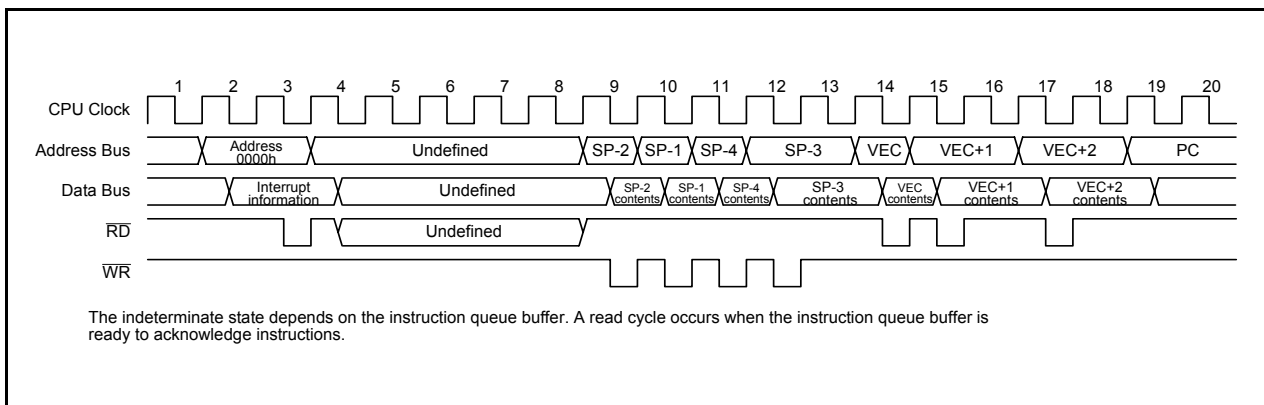 1 2 3 4 5 6 7 8 9 10 11 12 13 14 15 16 17 18 19 20
CPU Clock
Address Bus
Address
0000h
Undefined
SP-2
SP-1
SP-4
SP-3
VEC
VEC+1
VEC+2
PC
Data Bus
Interrupt
information
Undefined
SP-2
contents
SP-1
contents
SP-4
contents
SP-3
contents
VEC
contents
VEC+1
contents
VEC+2
contents
RD
Undefined
WR
The indeterminate state depends on the instruction queue buffer. A read cycle occurs when the instruction queue buffer is
ready to acknowledge instructions.